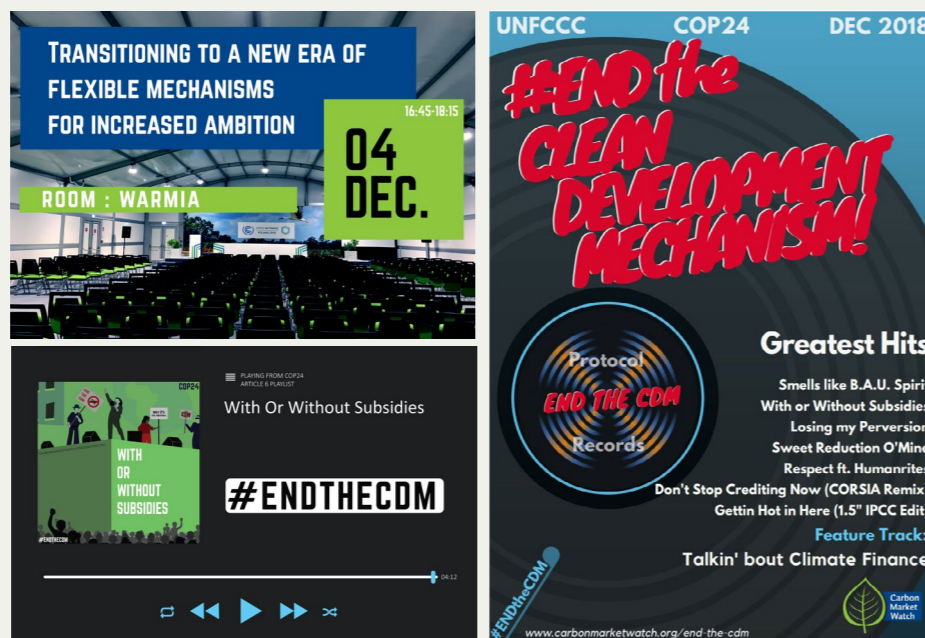 TRANSITIONING TO A NEW ERA OF
FLEXIBLE MECHANISMS
FOR INCREASED AMBITION
16:45-18:15
04
DEC.
ROOM : WARMIA
PLAYING FROM COP24
ARTICLE 6 PLAYLIST
With Or Without Subsidies
COP24
WITH
OR
WITHOUT
SUBSIDIES
#ENDTHECDM
#ENDTHECDM
04:12
UNFCCC COP24 DEC 2018
#END the
CLEAN
DEVELOPMENT
MECHANISM!
Protocol
END THE CDM
Records
Greatest Hits
Smells like B.A.U. Spirit
With or Without Subsidies
Losing my Perversion
Sweet Reduction O'Mine
Respect ft. Humanrites
Don't Stop Crediting Now (CORSIA Remix)
Gettin Hot in Here (1.5" IPCC Edit)
Feature Track:
Talkin' bout Climate Finance
#ENDtheCDM
Carbon
Market
Watch
www.carbonmarketwatch.org/end-the-cdm